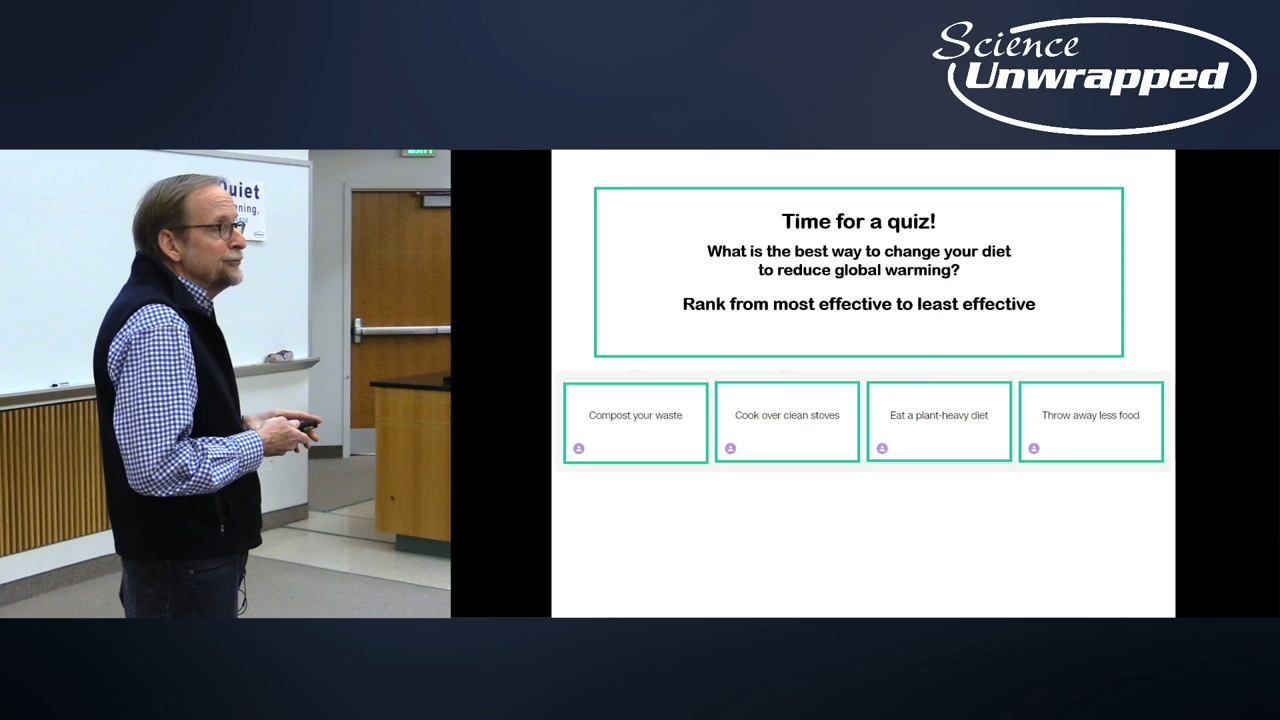 Science
Unwrapped
EXIT
Quiet
Time for a quiz!
What is the best way to change your diet
to reduce global warming?
Rank from most effective to least effective
Compost your waste
Cook over clean stoves
Eat a plant-heavy diet
Throw away less food